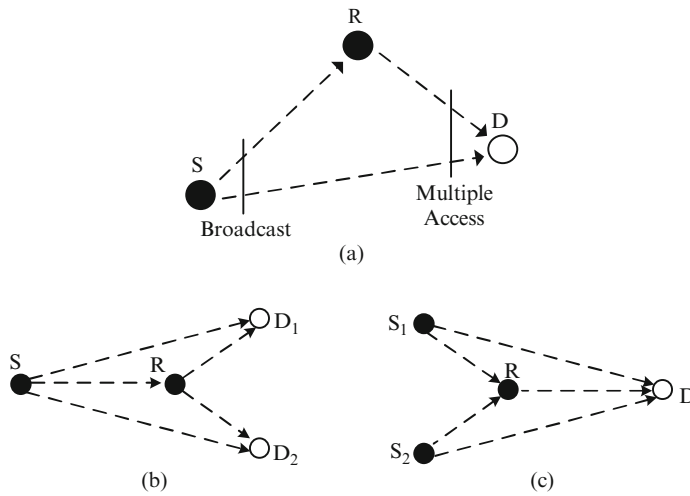 R
D
S
Multiple
Access
Broadcast
(a)
D₁
S
R
D₂
(b)
S₁
R
D
S₂
(c)